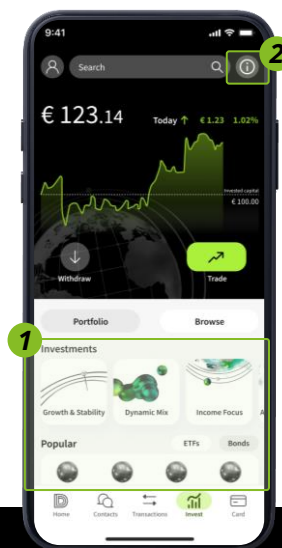 9:41
2
Search
€ 123.14
Today ↑ € 1.23 1.02%
Invested capital
€ 100.00
Withdraw
Trade
Portfolio
Browse
1
Investments
Growth & Stability
Dynamic Mix
Income Focus
A
Popular
ETFs
Bonds
Home
Contacts
Transactions
Invest
Card